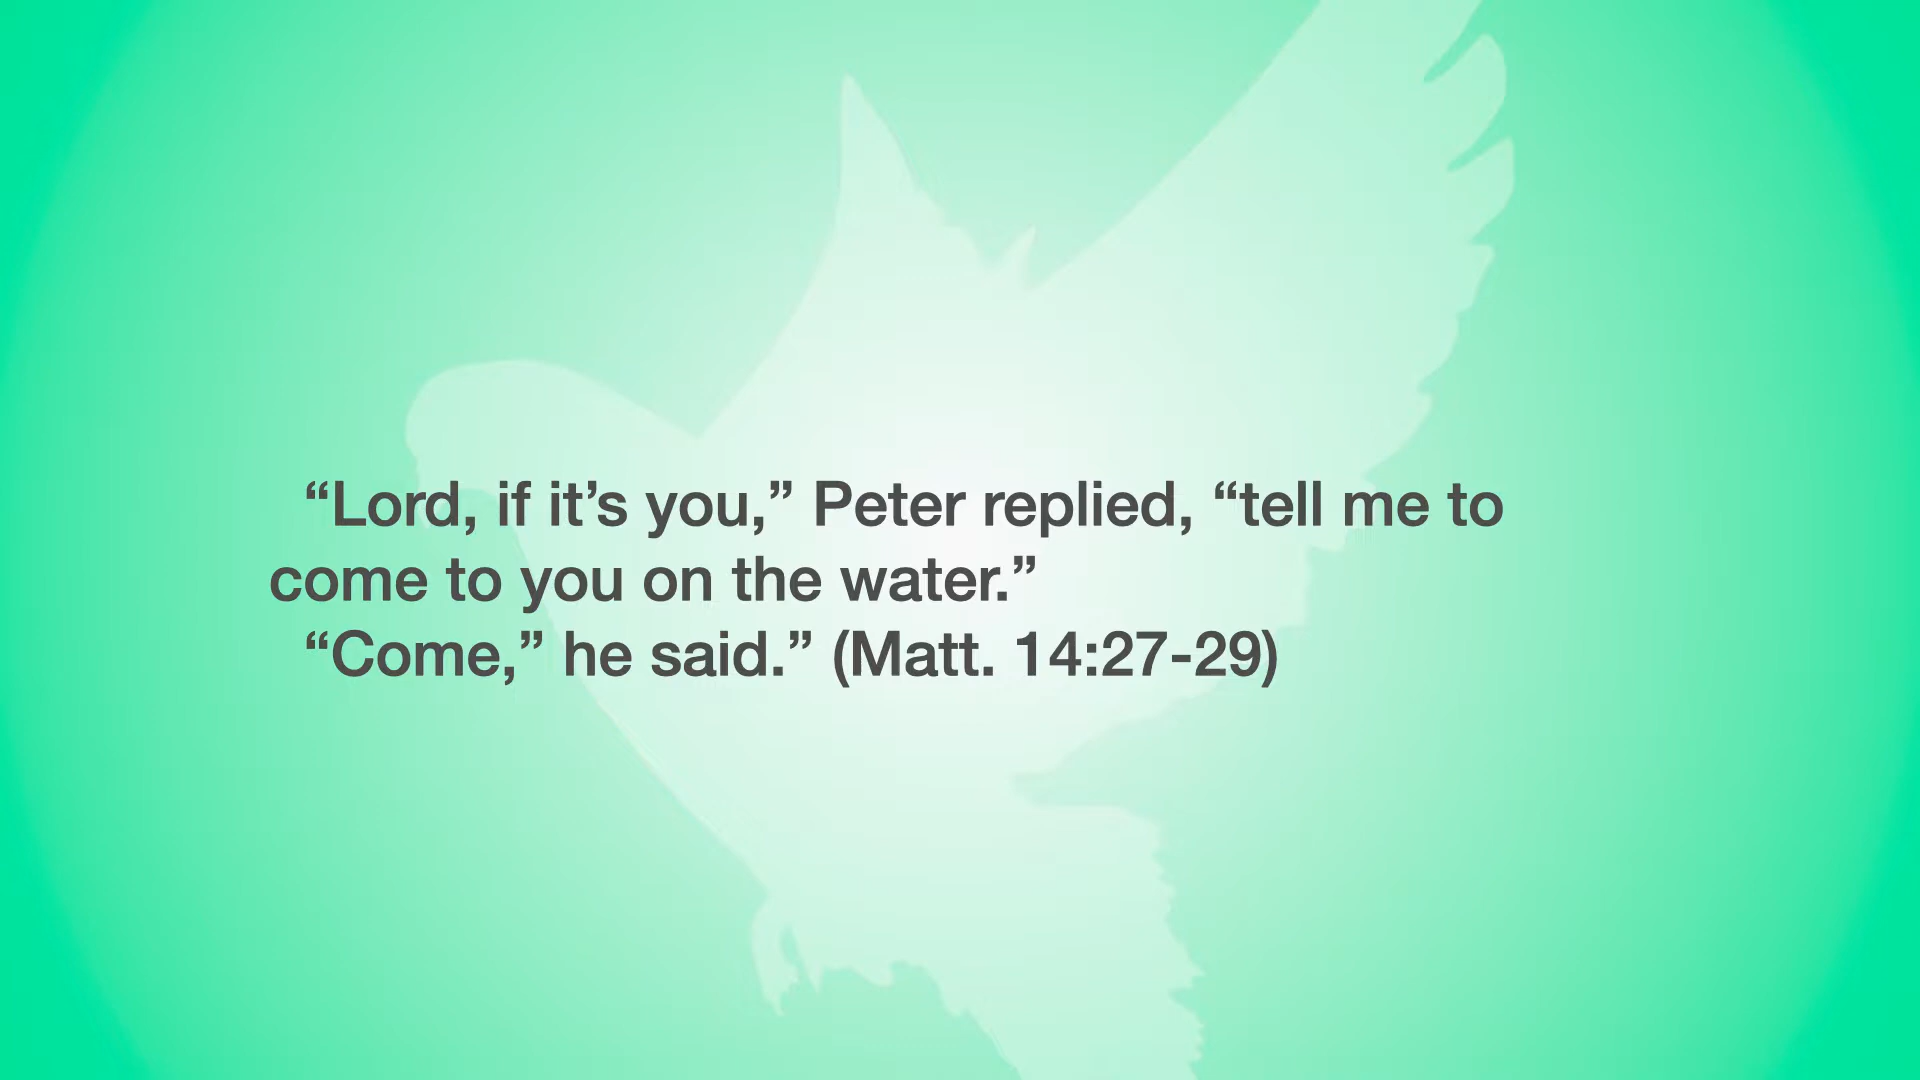 “Lord, if it’s you,” Peter replied, “tell me to
come to you on the water.”
“Come,” he said.” (Matt. 14:27-29)